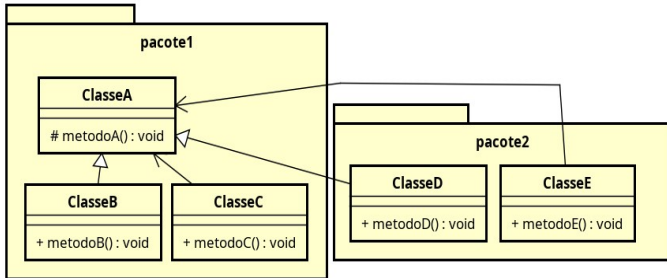 pacote1
ClasseA
# metodoA() : void
ClasseB
+ metodoB() : void
ClasseC
+ metodoC() : void
pacote2
ClasseD
+ metodoD() : void
ClasseE
+ metodoE() : void